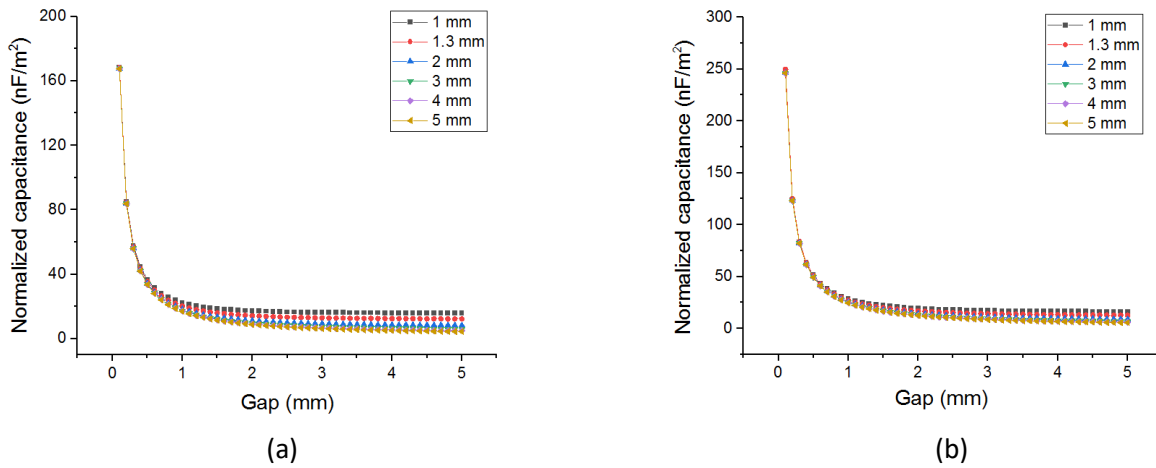 200
160
120
80
40
0
Normalized capacitance (nF/m²)
1 mm
1.3 mm
2 mm
3 mm
4 mm
5 mm
0 1 2 3 4 5
Gap (mm)
(a)
300
250
200
150
100
50
0
Normalized capacitance (nF/m²)
1 mm
1.3 mm
2 mm
3 mm
4 mm
5 mm
0 1 2 3 4 5
Gap (mm)
(b)